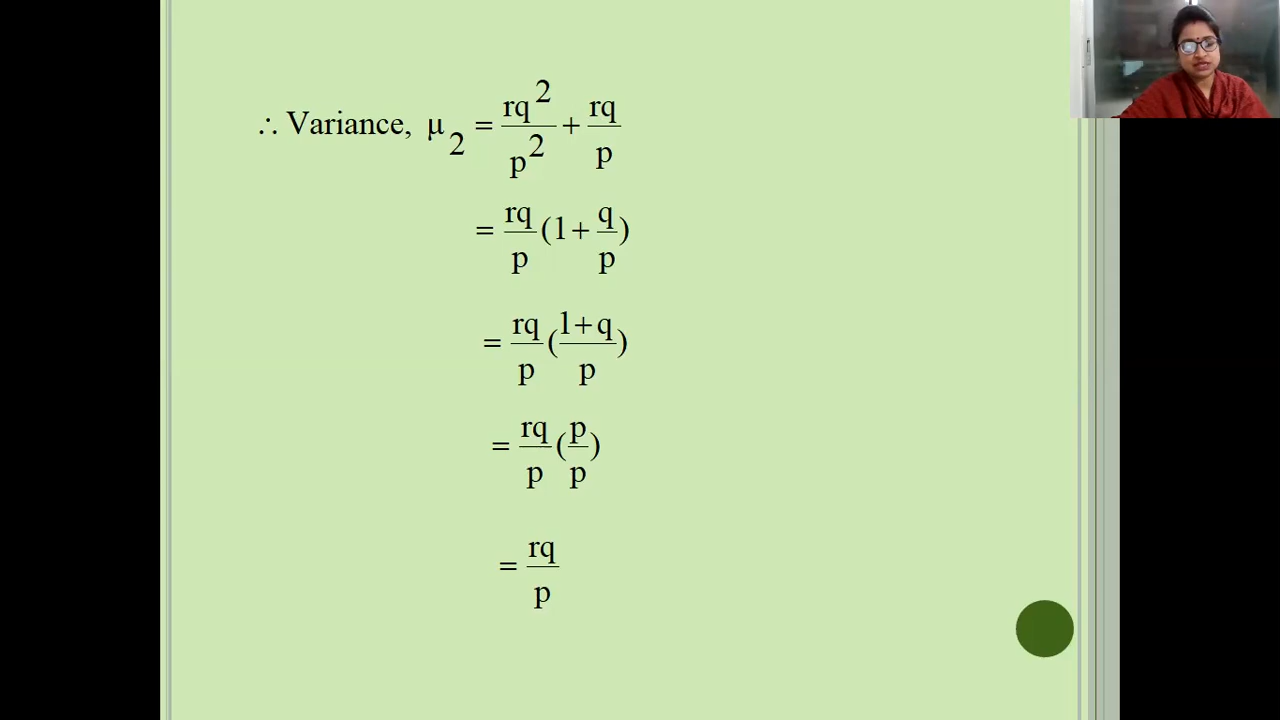 ∴ Variance, μ₂ = rq²/p² + rq/p
= rq/p (1 + q/p)
= rq/p ((1+q)/p)
= rq/p (p/p)
= rq/p